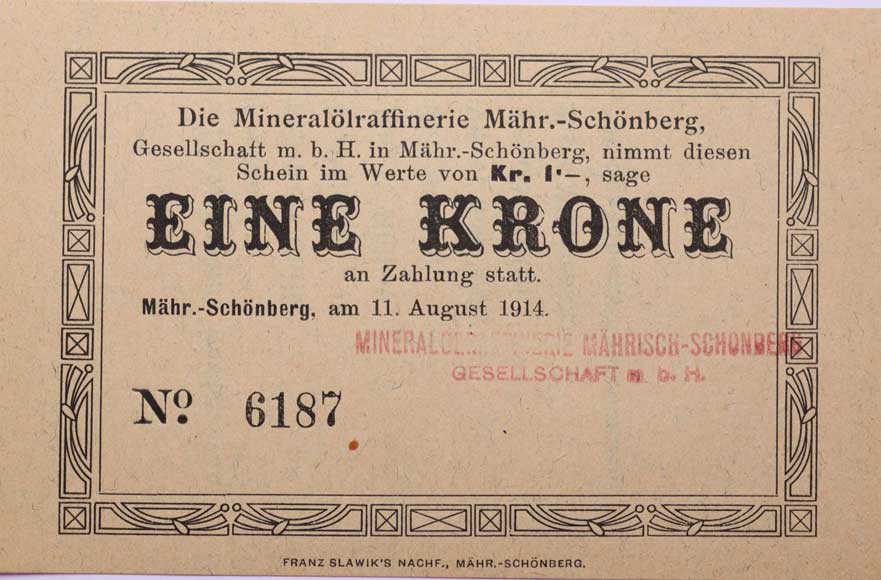 Die Mineralölraffinerie Mähr.-Schönberg,
Gesellschaft m. b. H. in Mähr.-Schönberg, nimmt diesen
Schein im Werte von Kr. 1·–, sage
EINE KRONE
an Zahlung statt.
Mähr.-Schönberg, am 11. August 1914.
MINERALÖLRAFFINERIE MÄHRISCH-SCHÖNBERG
GESELLSCHAFT m. b. H.
No. 6187
FRANZ SLAWIK'S NACHF., MÄHR.-SCHÖNBERG.